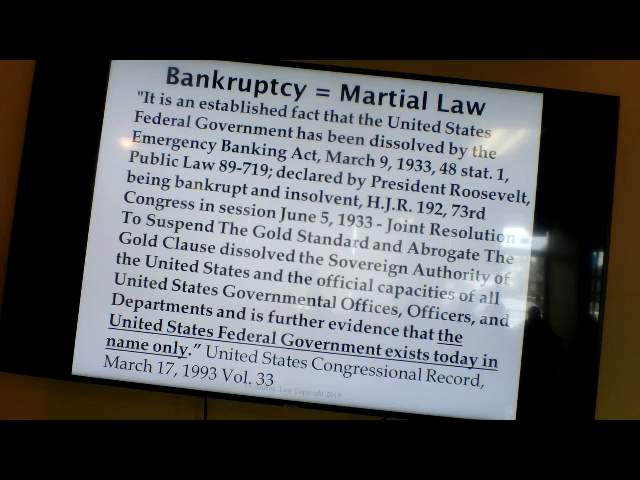 Bankruptcy = Martial Law
"It is an established fact that the United States
Federal Government has been dissolved by the
Emergency Banking Act, March 9, 1933, 48 stat. 1,
Public Law 89-719; declared by President Roosevelt,
being bankrupt and insolvent, H.J.R. 192, 73rd
Congress in session June 5, 1933 - Joint Resolution
To Suspend The Gold Standard and Abrogate The
Gold Clause dissolved the Sovereign Authority of
the United States and the official capacities of all
United States Governmental Offices, Officers, and
Departments and is further evidence that the
United States Federal Government exists today in
name only." United States Congressional Record,
March 17, 1993 Vol. 33
Law Copyright